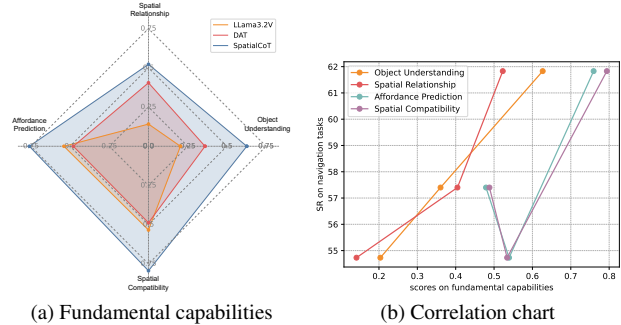 Spatial
Relationship
0.75
LLama3.2V
DAT
SpatialCoT
0.25
Affordance
Prediction
Object
Understanding
0.75
0.25
0.0
0.25
0.75
0.25
Spatial
Compatibility
(a) Fundamental capabilities
SR on navigation tasks
62
61
60
59
58
57
56
55
Object Understanding
Spatial Relationship
Affordance Prediction
Spatial Compatibility
0.2
0.3
0.4
0.5
0.6
0.7
0.8
scores on fundamental capabilities
(b) Correlation chart